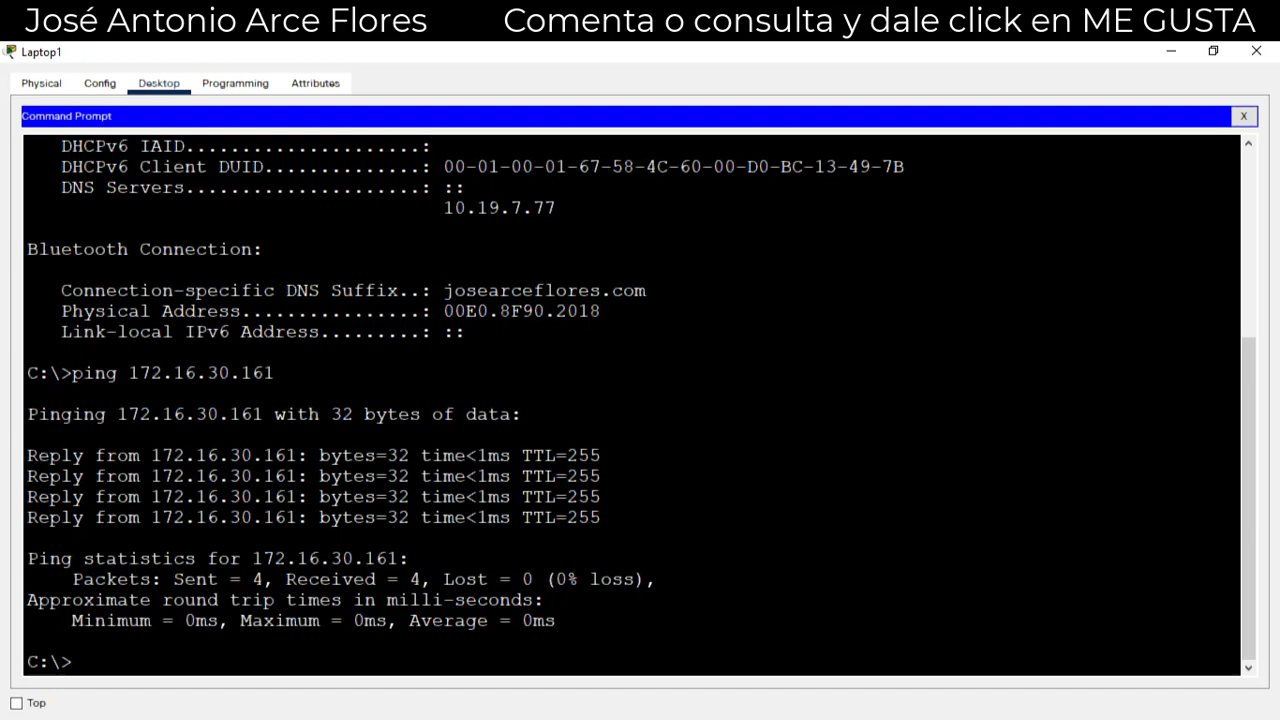 José Antonio Arce Flores Comenta o consulta y dale click en ME GUSTA
Laptop1
Physical Config Desktop Programming Attributes
Command Prompt X
DHCPv6 IAID.....................:
DHCPv6 Client DUID..............: 00-01-00-01-67-58-4C-60-00-D0-BC-13-49-7B
DNS Servers.....................: ::
10.19.7.77
Bluetooth Connection:
Connection-specific DNS Suffix..: josearceflores.com
Physical Address................: 00E0.8F90.2018
Link-local IPv6 Address.........: ::
C:\>ping 172.16.30.161
Pinging 172.16.30.161 with 32 bytes of data:
Reply from 172.16.30.161: bytes=32 time<1ms TTL=255
Reply from 172.16.30.161: bytes=32 time<1ms TTL=255
Reply from 172.16.30.161: bytes=32 time<1ms TTL=255
Reply from 172.16.30.161: bytes=32 time<1ms TTL=255
Ping statistics for 172.16.30.161:
Packets: Sent = 4, Received = 4, Lost = 0 (0% loss),
Approximate round trip times in milli-seconds:
Minimum = 0ms, Maximum = 0ms, Average = 0ms
C:\>
Top